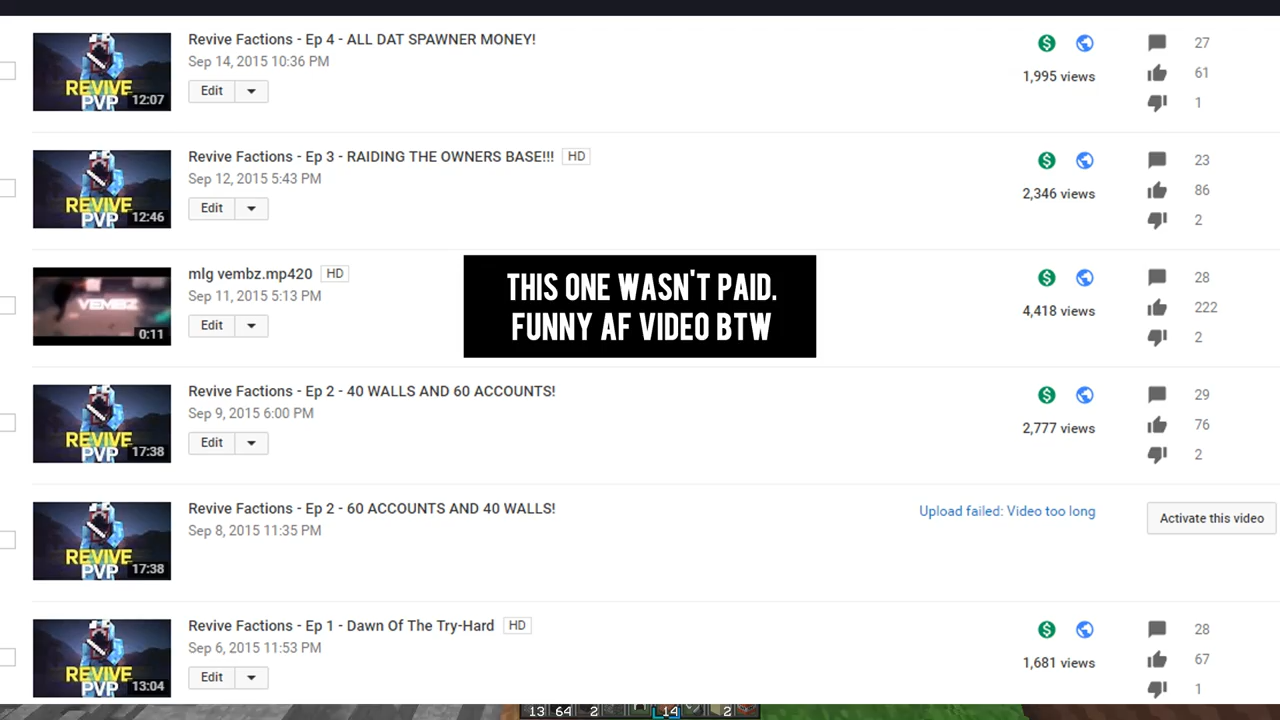 Revive Factions - Ep 4 - ALL DAT SPAWNER MONEY!
Sep 14, 2015 10:36 PM
Edit
REVIVE
PVP
12:07
1,995 views
27
61
1
Revive Factions - Ep 3 - RAIDING THE OWNERS BASE!!! HD
Sep 12, 2015 5:43 PM
Edit
REVIVE
PVP
12:46
2,346 views
23
86
2
mlg vembz.mp420 HD
Sep 11, 2015 5:13 PM
Edit
VEMBZ
0:11
THIS ONE WASN'T PAID.
FUNNY AF VIDEO BTW
4,418 views
28
222
2
Revive Factions - Ep 2 - 40 WALLS AND 60 ACCOUNTS!
Sep 9, 2015 6:00 PM
Edit
REVIVE
PVP
17:38
2,777 views
29
76
2
Revive Factions - Ep 2 - 60 ACCOUNTS AND 40 WALLS!
Sep 8, 2015 11:35 PM
REVIVE
PVP
17:38
Upload failed: Video too long
Activate this video
Revive Factions - Ep 1 - Dawn Of The Try-Hard HD
Sep 6, 2015 11:53 PM
Edit
REVIVE
PVP
13:04
1,681 views
28
67
1
13 64 2 14 2